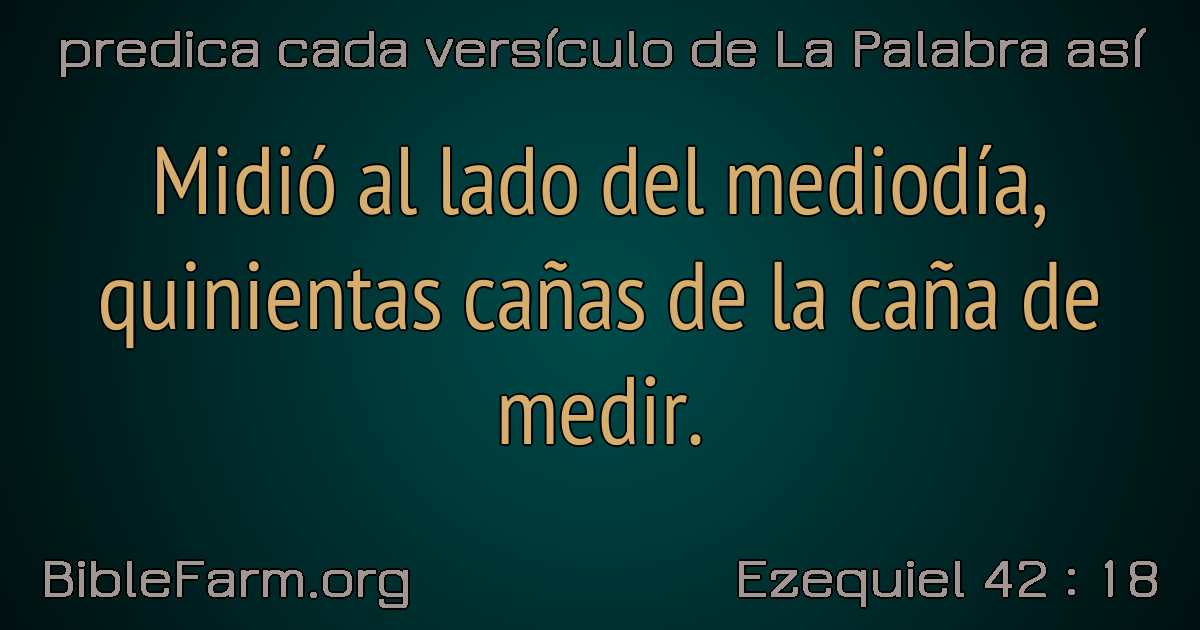 predica cada versículo de La Palabra así
Midió al lado del mediodía,
quinientas cañas de la caña de
medir.
BibleFarm.org
Ezequiel 42 : 18